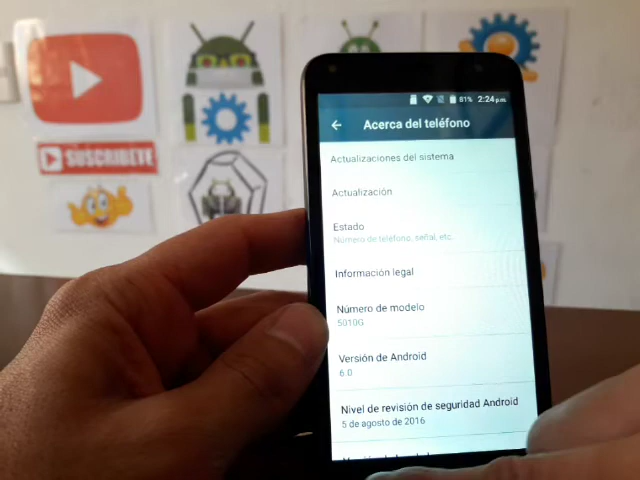 SUSCRIBETE
81% 2:24 p.m.
Acerca del teléfono
Actualizaciones del sistema
Actualización
Estado
Número de teléfono, señal, etc.
Información legal
Número de modelo
5010G
Versión de Android
6.0
Nivel de revisión de seguridad Android
5 de agosto de 2016